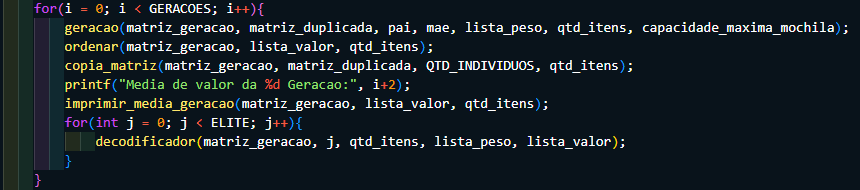 for(i = 0; i < GERACOES; i++){
geracao(matriz_geracao, matriz_duplicada, pai, mae, lista_peso, qtd_itens, capacidade_maxima_mochila);
ordenar(matriz_geracao, lista_valor, qtd_itens);
copia_matriz(matriz_geracao, matriz_duplicada, QTD_INDIVIDUOS, qtd_itens);
printf("Media de valor da %d Geracao:", i+2);
imprimir_media_geracao(matriz_geracao, lista_valor, qtd_itens);
for(int j = 0; j < ELITE; j++){
decodificador(matriz_geracao, j, qtd_itens, lista_peso, lista_valor);
}
}